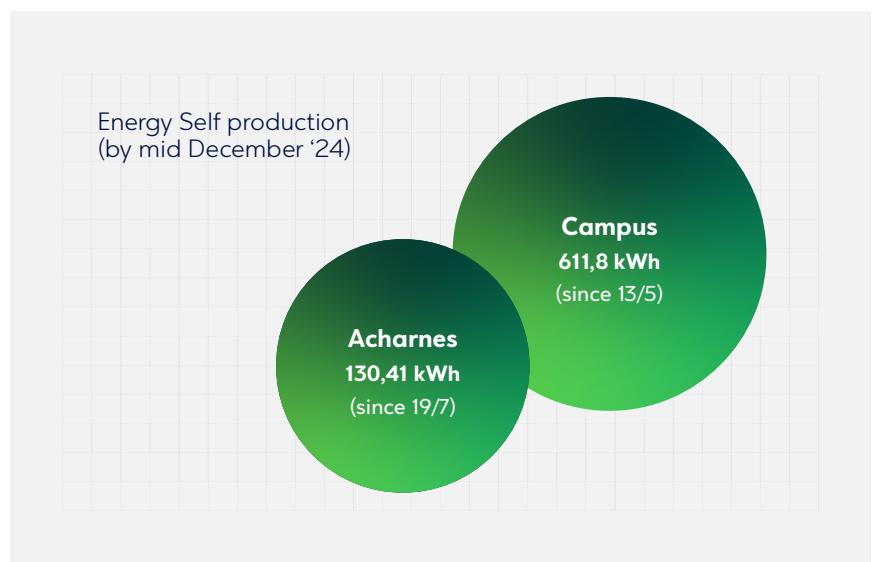 Energy Self production
(by mid December ‘24)
Campus
611,8 kWh
(since 13/5)
Acharnes
130,41 kWh
(since 19/7)